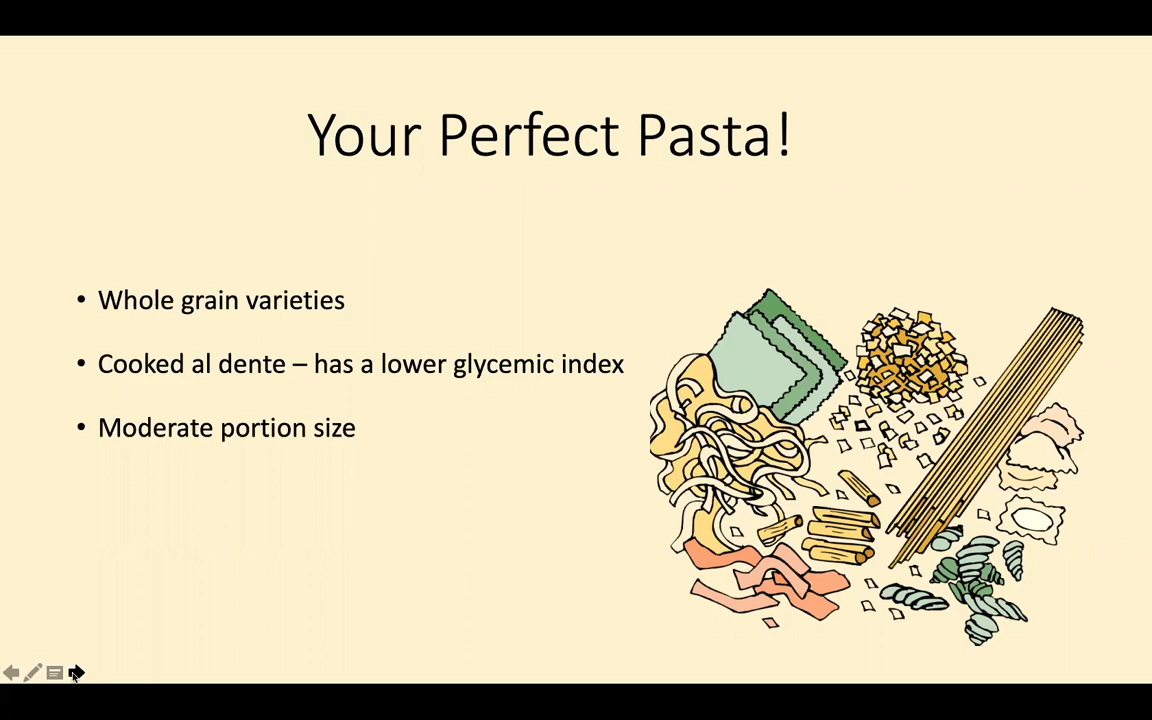 Your Perfect Pasta!
• Whole grain varieties
• Cooked al dente – has a lower glycemic index
• Moderate portion size